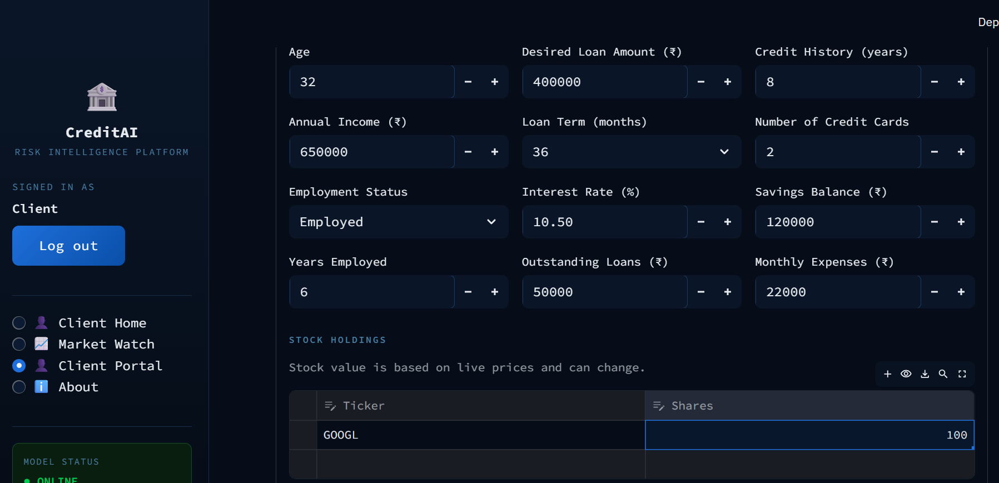 Dep
CreditAI
RISK INTELLIGENCE PLATFORM
SIGNED IN AS
Client
Log out
Client Home
Market Watch
Client Portal
About
MODEL STATUS
ONLINE
Age
Desired Loan Amount (₹)
Credit History (years)
32
400000
8
Annual Income (₹)
Loan Term (months)
Number of Credit Cards
650000
36
2
Employment Status
Interest Rate (%)
Savings Balance (₹)
Employed
10.50
120000
Years Employed
Outstanding Loans (₹)
Monthly Expenses (₹)
6
50000
22000
STOCK HOLDINGS
Stock value is based on live prices and can change.
Ticker
Shares
GOOGL
100